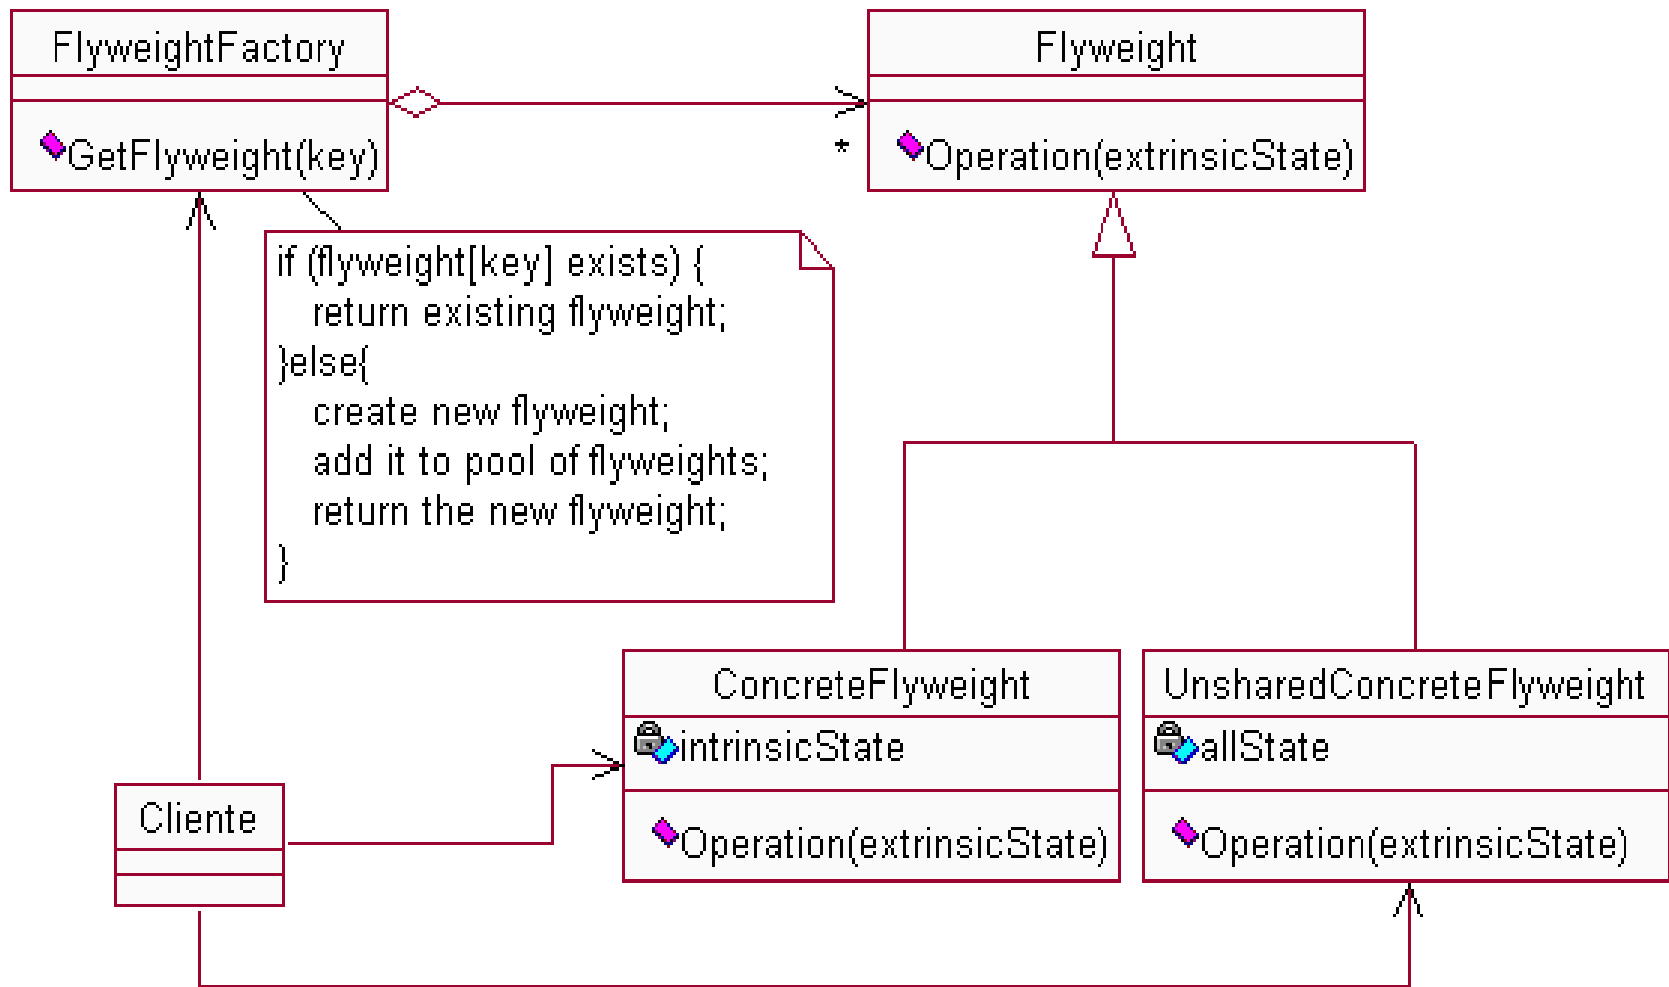 FlyweightFactory
GetFlyweight(key)
Flyweight
*
Operation(extrinsicState)
if (flyweight[key] exists) {
return existing flyweight;
}else{
create new flyweight;
add it to pool of flyweights;
return the new flyweight;
}
ConcreteFlyweight
intrinsicState
Operation(extrinsicState)
UnsharedConcreteFlyweight
allState
Operation(extrinsicState)
Cliente